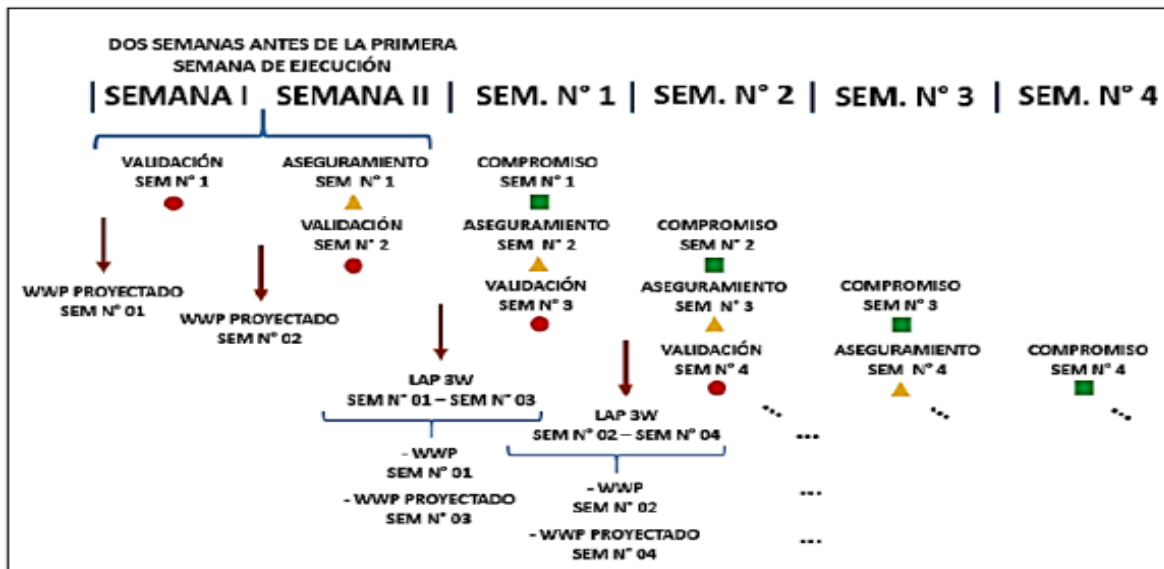 DOS SEMANAS ANTES DE LA PRIMERA
SEMANA DE EJECUCIÓN
| SEMANA I SEMANA II | SEM. N° 1 | SEM. N° 2 | SEM. N° 3 | SEM. N° 4
VALIDACIÓN
SEM N° 1
ASEGURAMIENTO
SEM N° 1
COMPROMISO
SEM N° 1
VALIDACIÓN
SEM N° 2
ASEGURAMIENTO
SEM N° 2
COMPROMISO
SEM N° 2
WWP PROYECTADO
SEM N° 01
WWP PROYECTADO
SEM N° 02
VALIDACIÓN
SEM N° 3
ASEGURAMIENTO
SEM N° 3
COMPROMISO
SEM N° 3
VALIDACIÓN
SEM N° 4
ASEGURAMIENTO
SEM N° 4
COMPROMISO
SEM N° 4
LAP 3W
SEM N° 01 – SEM N° 03
LAP 3W
SEM N° 02 – SEM N° 04
...
...
...
...
- WWP
SEM N° 01
- WWP PROYECTADO
SEM N° 03
- WWP
SEM N° 02
...
- WWP PROYECTADO
SEM N° 04
...